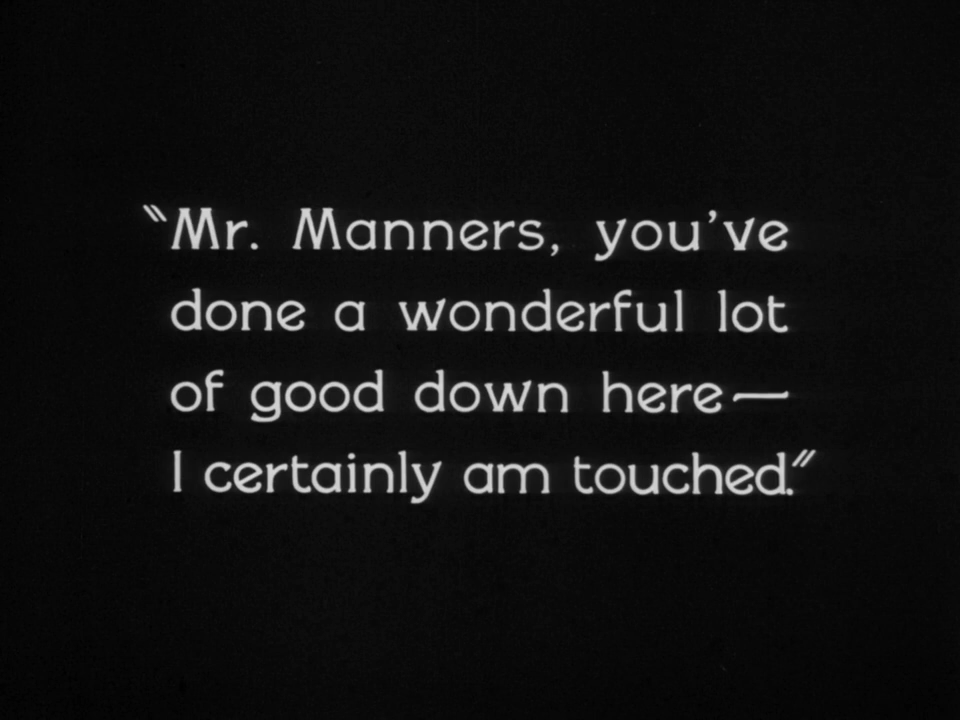 "Mr. Manners, you've
done a wonderful lot
of good down here—
I certainly am touched."